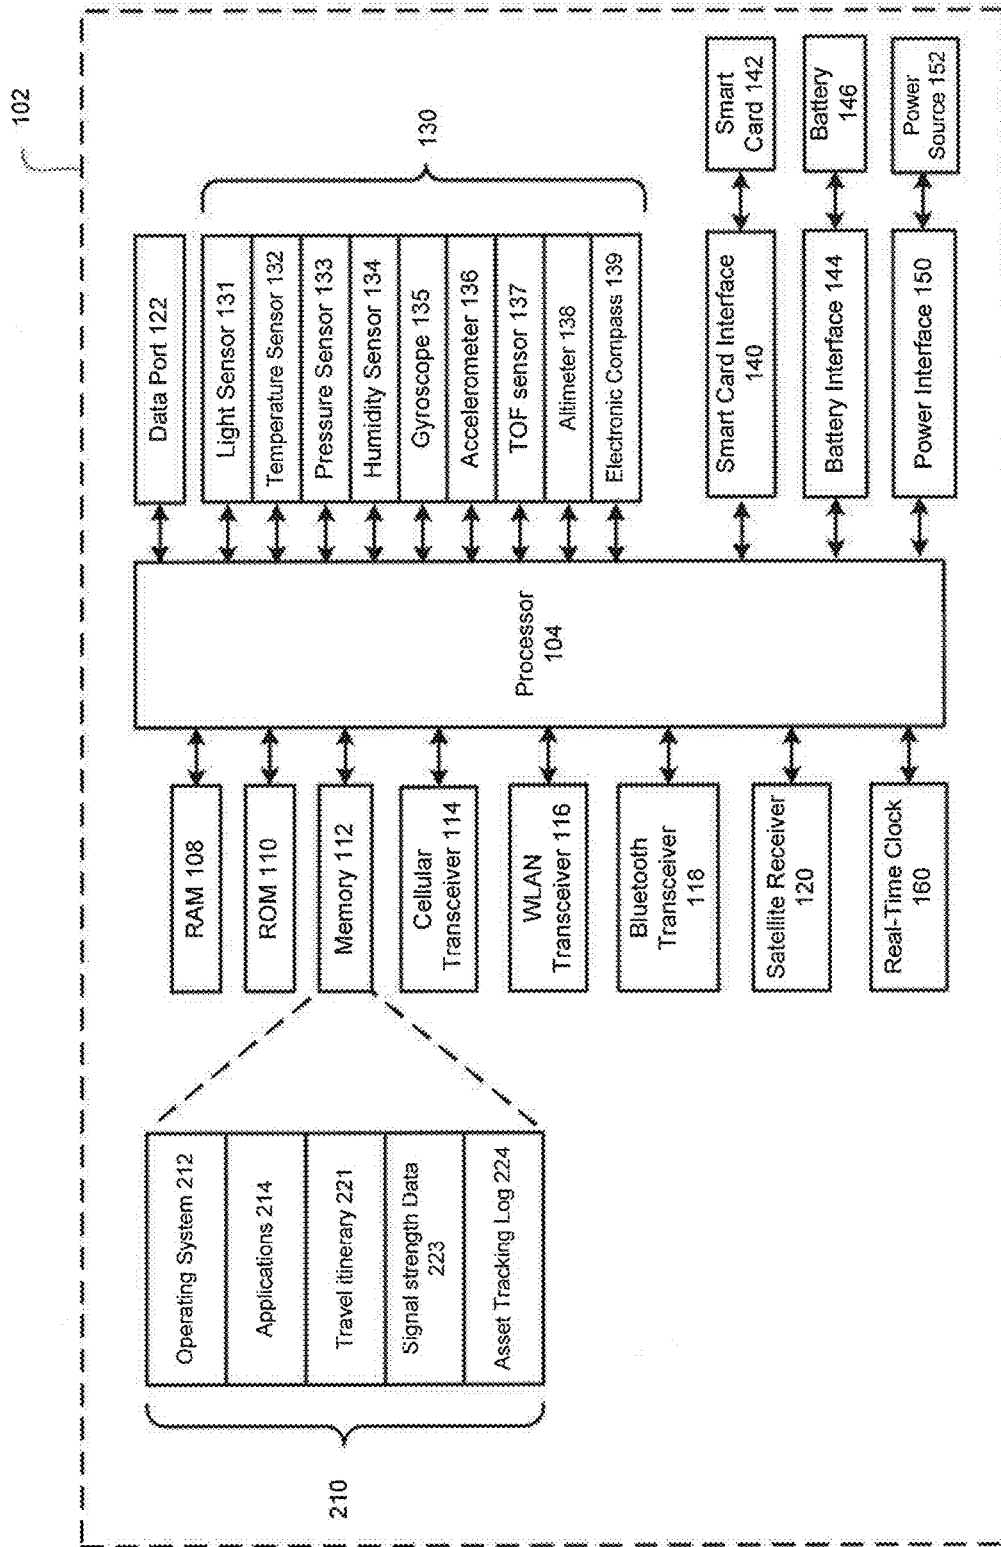 102
210
Operating System 212
Applications 214
Travel itinerary 221
Signal strength Data
223
Asset Tracking Log 224
RAM 108
ROM 110
Memory 112
Cellular
Transceiver 114
WLAN
Transceiver 116
Bluetooth
Transceiver
118
Satellite Receiver
120
Real-Time Clock
160
Processor
104
Data Port 122
Light Sensor 131
Temperature Sensor 132
Pressure Sensor 133
Humidity Sensor 134
Gyroscope 135
Accelerometer 136
TOF sensor 137
Altimeter 138
Electronic Compass 139
130
Smart Card Interface
140
Battery Interface 144
Power Interface 150
Smart
Card 142
Battery
146
Power
Source 152